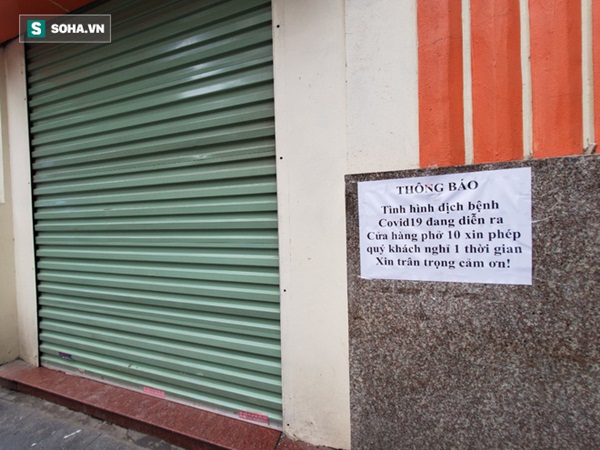 S SOHA.VN
THÔNG BÁO
Tình hình dịch bệnh
Covid19 đang diễn ra
Cửa hàng phở 10 xin phép
quý khách nghỉ 1 thời gian
Xin trân trọng cảm ơn!